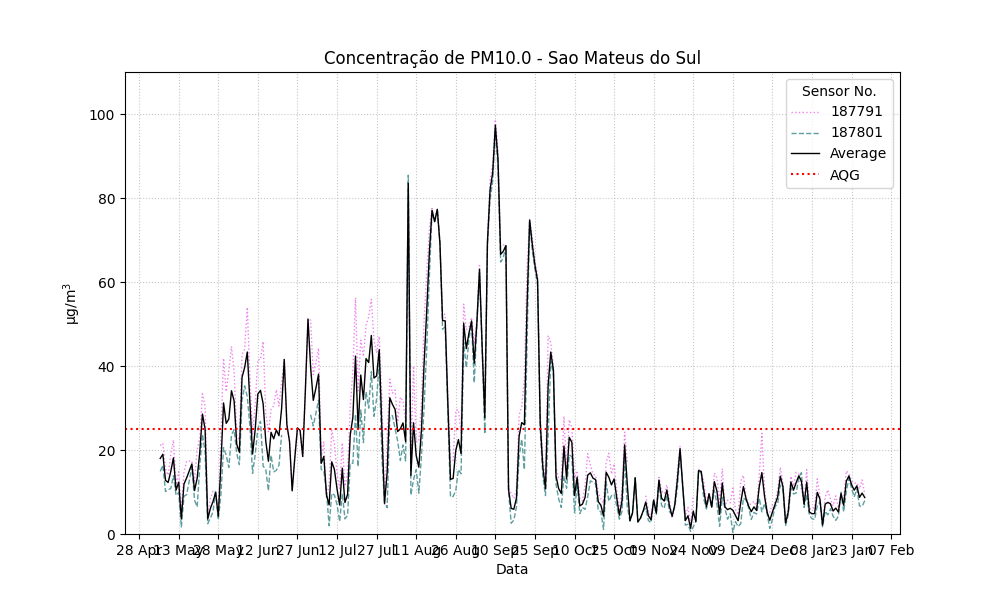 Concentração de PM10.0 - Sao Mateus do Sul
Sensor No.
187791
187801
Average
AQG
100
80
60
40
20
0
µg/m³
28 Apr 13 May 28 May 12 Jun 27 Jun 12 Jul 27 Jul 11 Aug 26 Aug 10 Sep 25 Sep 10 Oct 25 Oct 09 Nov 24 Nov 09 Dec 24 Dec 08 Jan 23 Jan 07 Feb
Data